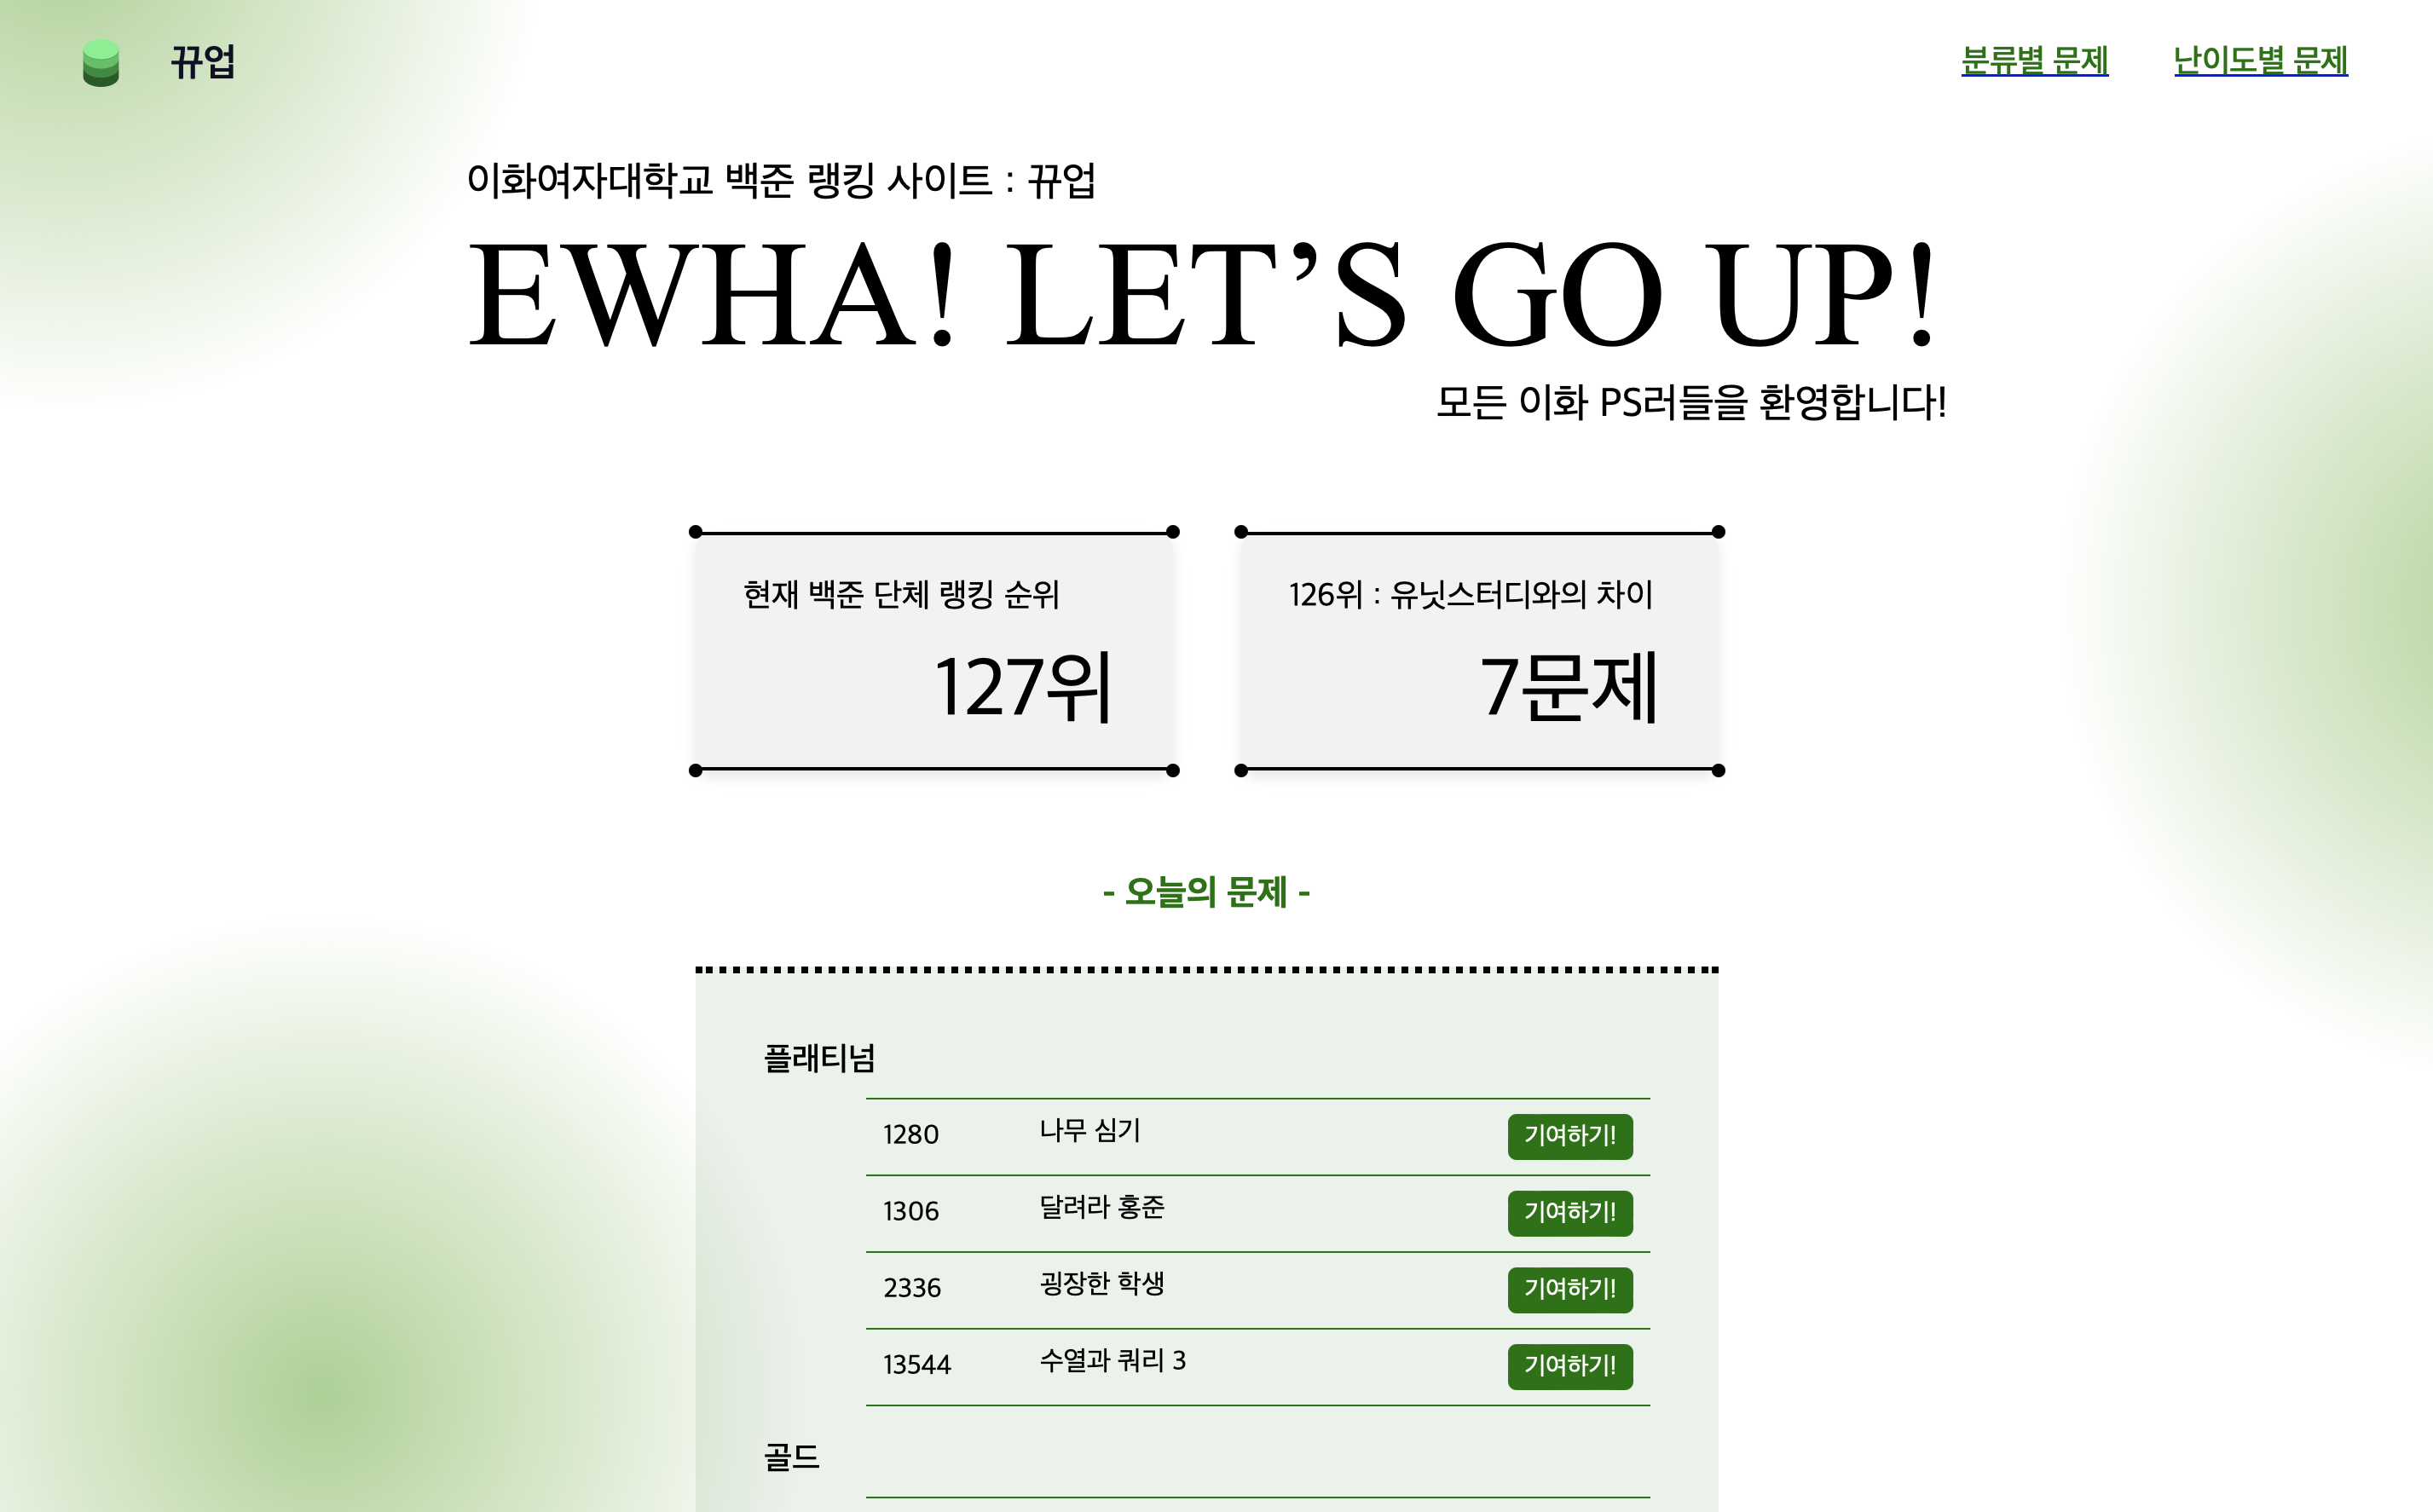 뀨업
분류별 문제
난이도별 문제
이화여자대학교 백준 랭킹 사이트 : 뀨업
EWHA! LET’S GO UP!
모든 이화 PS러들을 환영합니다!
현재 백준 단체 랭킹 순위
127위
126위 : 유닛스터디와의 차이
7문제
- 오늘의 문제 -
플래티넘
1280 나무 심기 기여하기!
1306 달려라 홍준 기여하기!
2336 굉장한 학생 기여하기!
13544 수열과 쿼리 3 기여하기!
골드